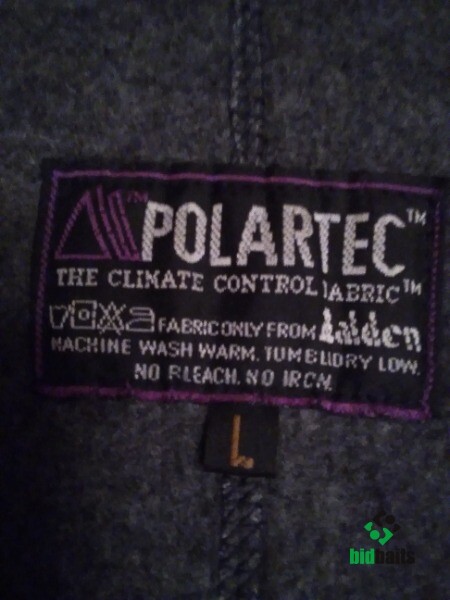 POLARTEC™
THE CLIMATE CONTROL FABRIC™
FABRIC ONLY FROM Malden
MACHINE WASH WARM. TUMBLE DRY LOW.
NO BLEACH. NO IRON.
L
bidbaits